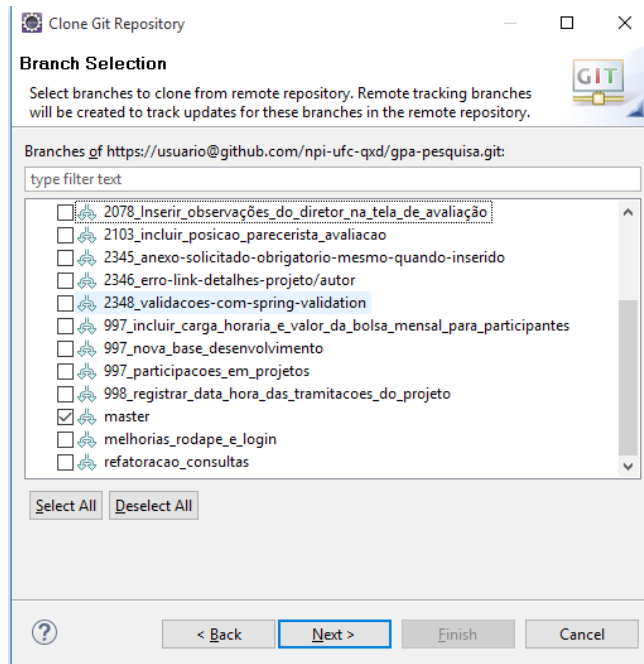 Clone Git Repository
Branch Selection
GIT
Select branches to clone from remote repository. Remote tracking branches
will be created to track updates for these branches in the remote repository.
Branches of https://usuario@github.com/npi-ufc-qxd/gpa-pesquisa.git:
type filter text
2078_Inserir_observações_do_diretor_na_tela_de_avaliação
2103_incluir_posicao_parecerista_avaliacao
2345_anexo-solicitado-obrigatorio-mesmo-quando-inserido
2346_erro-link-detalhes-projeto/autor
2348_validacoes-com-spring-validation
997_incluir_carga_horaria_e_valor_da_bolsa_mensal_para_participantes
997_nova_base_desenvolvimento
997_participacoes_em_projetos
998_registrar_data_hora_das_tramitacoes_do_projeto
master
melhorias_rodape_e_login
refatoracao_consultas
Select All Deselect All
? < Back Next > Finish Cancel